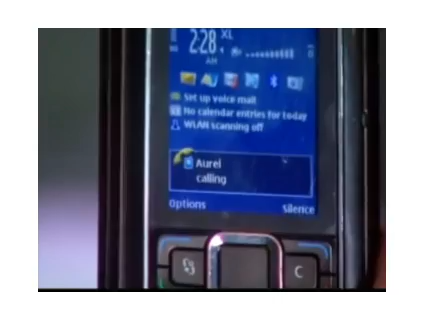 2:28 XL
AM
Set up voice mail
No calendar entries for today
WLAN scanning off
Aurel
calling
Options
Silence
C